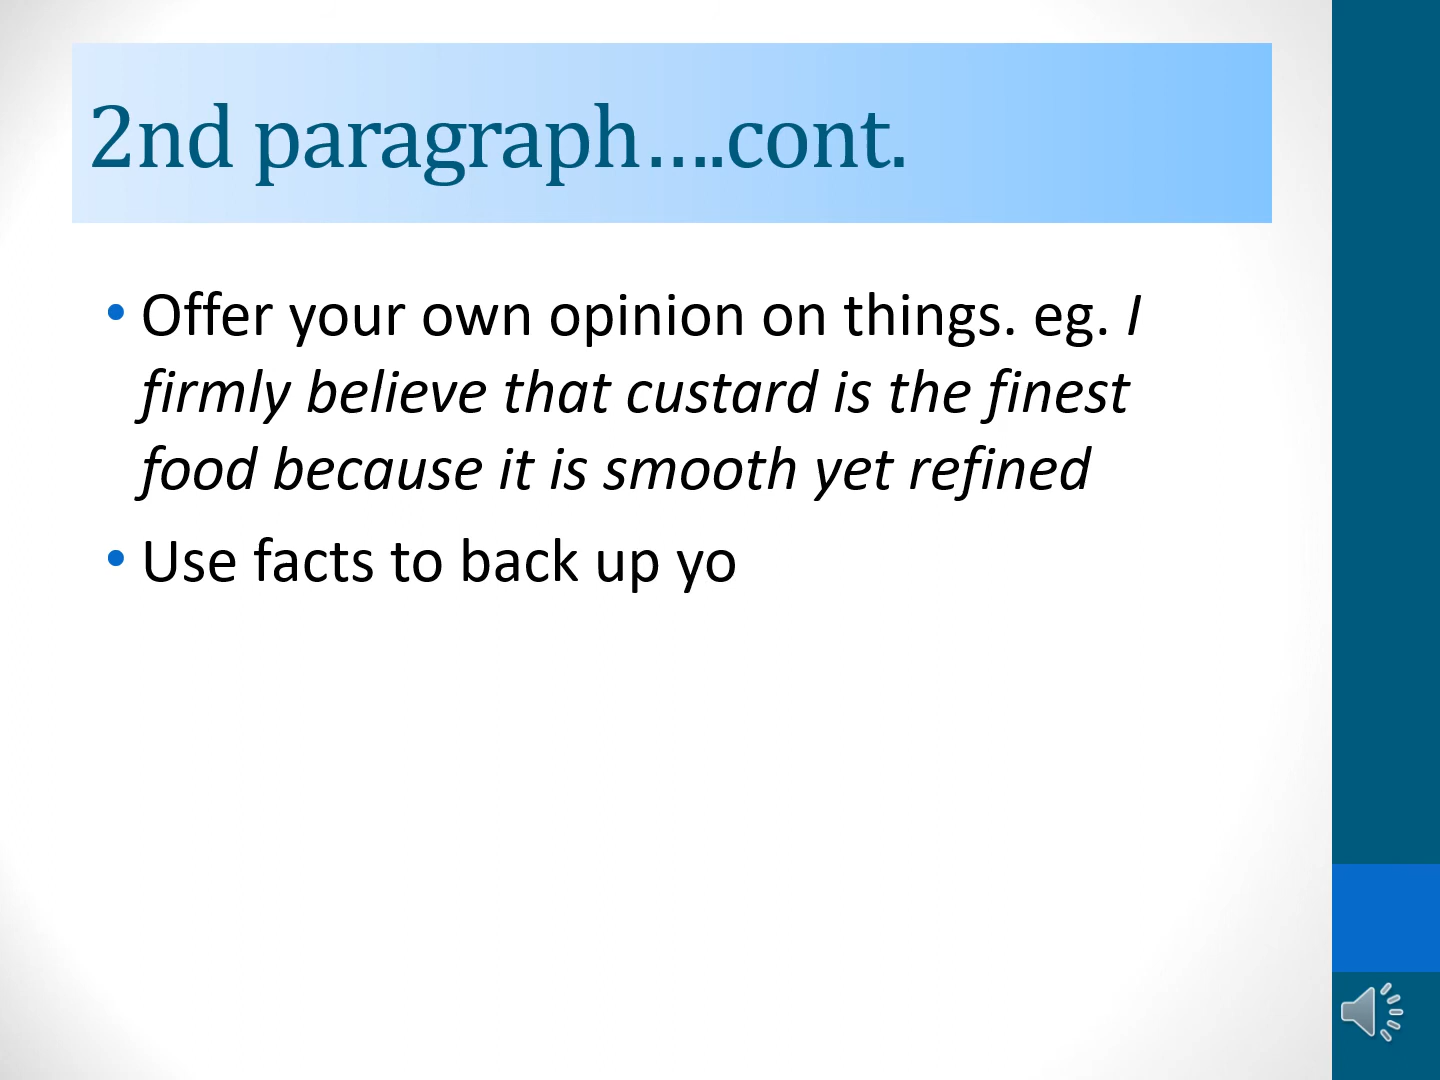 2nd paragraph….cont.
• Offer your own opinion on things. eg. I
firmly believe that custard is the finest
food because it is smooth yet refined
• Use facts to back up yo